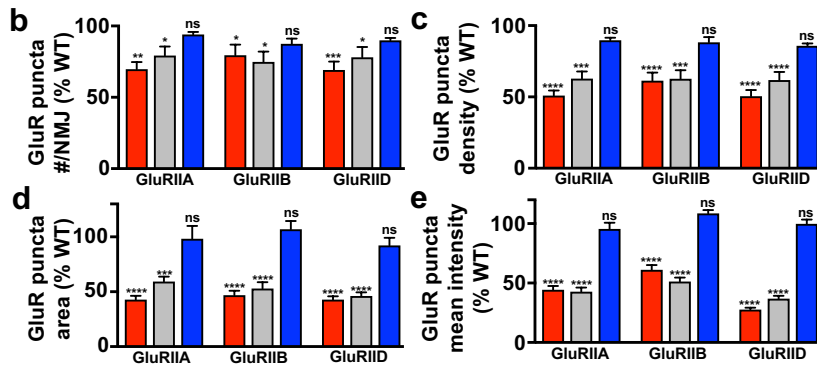 b
GluR puncta
#/NMJ (% WT)
100
50
0
**
*
ns
*
*
ns
***
*
ns
GluRIIA
GluRIIB
GluRIID
c
GluR puncta
density (% WT)
100
50
0
****
***
ns
****
***
ns
****
****
ns
GluRIIA
GluRIIB
GluRIID
d
GluR puncta
area (% WT)
100
50
0
****
***
ns
****
****
ns
****
****
ns
GluRIIA
GluRIIB
GluRIID
e
GluR puncta
mean intensity
(% WT)
100
50
0
****
****
ns
****
****
ns
****
****
ns
GluRIIA
GluRIIB
GluRIID